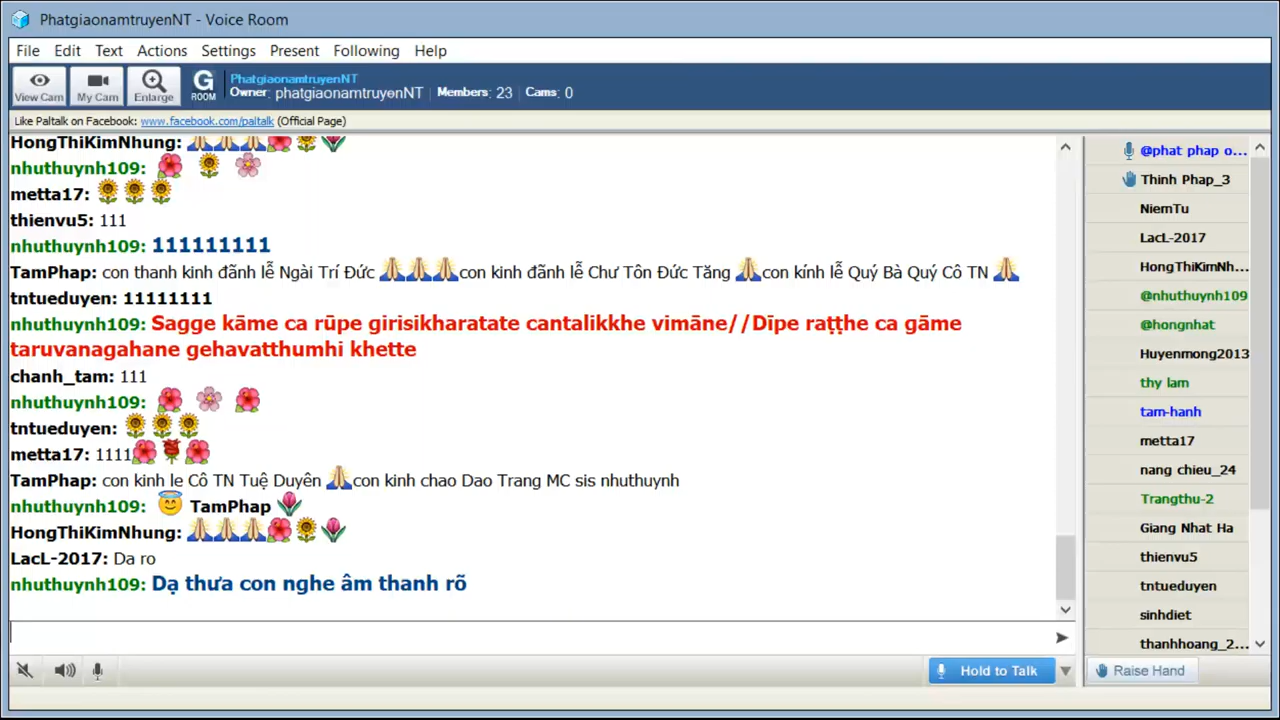 PhatgiaonamtruyenNT - Voice Room
File Edit Text Actions Settings Present Following Help
View Cam My Cam Enlarge G ROOM
PhatgiaonamtruyenNT
Owner: phatgiaonamtruyenNT Members: 23 Cams: 0
Like Paltalk on Facebook: www.facebook.com/paltalk (Official Page)
HongThiKimNhung:
nhuthuynh109:
metta17:
thienvu5: 111
nhuthuynh109: 111111111
TamPhap: con thanh kinh đãnh lễ Ngài Trí Đức con kinh đãnh lễ Chư Tôn Đức Tăng con kính lễ Quý Bà Quý Cô TN
tntueduyen: 11111111
nhuthuynh109: Sagge kāme ca rūpe girisikharatate cantalikkhe vimāne//Dīpe raṭṭhe ca gāme
taruvanagahane gehavatthumhi khette
chanh_tam: 111
nhuthuynh109:
tntueduyen:
metta17: 1111
TamPhap: con kinh le Cô TN Tuệ Duyên con kinh chao Dao Trang MC sis nhuthuynh
nhuthuynh109: TamPhap
HongThiKimNhung:
LacL-2017: Da ro
nhuthuynh109: Dạ thưa con nghe âm thanh rõ
@phat phap o...
Thinh Phap_3
NiemTu
LacL-2017
HongThiKimNh...
@nhuthuynh109
@hongnhat
Huyenmong2013
thy lam
tam-hanh
metta17
nang chieu_24
Trangthu-2
Giang Nhat Ha
thienvu5
tntueduyen
sinhdiet
thanhhoang_2...
Hold to Talk
Raise Hand